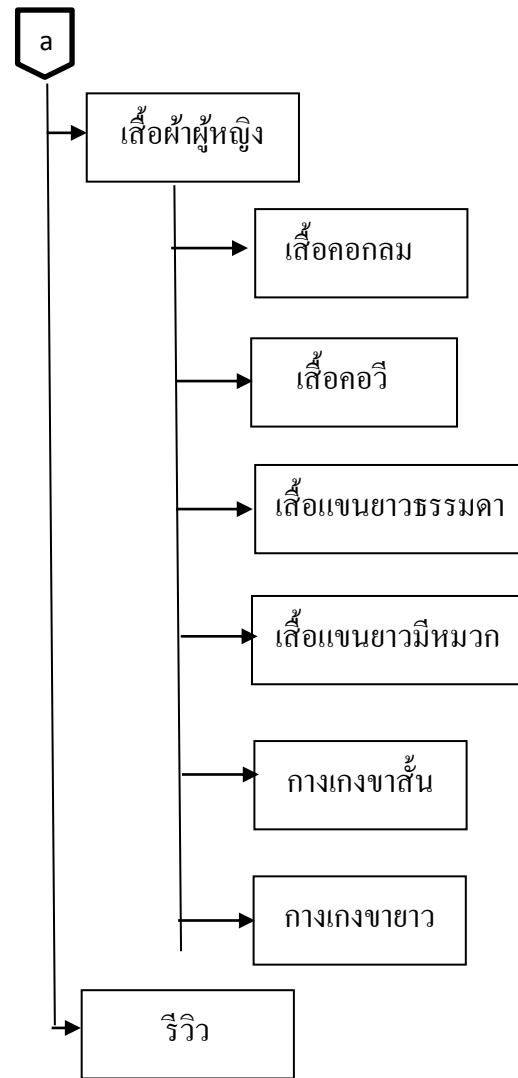 a
เสื้อผ้าผู้หญิง
เสื้อคอกลม
เสื้อคอวี
เสื้อแขนยาวธรรมดา
เสื้อแขนยาวมีหมวก
กางเกงขาสั้น
กางเกงขายาว
รีวิว